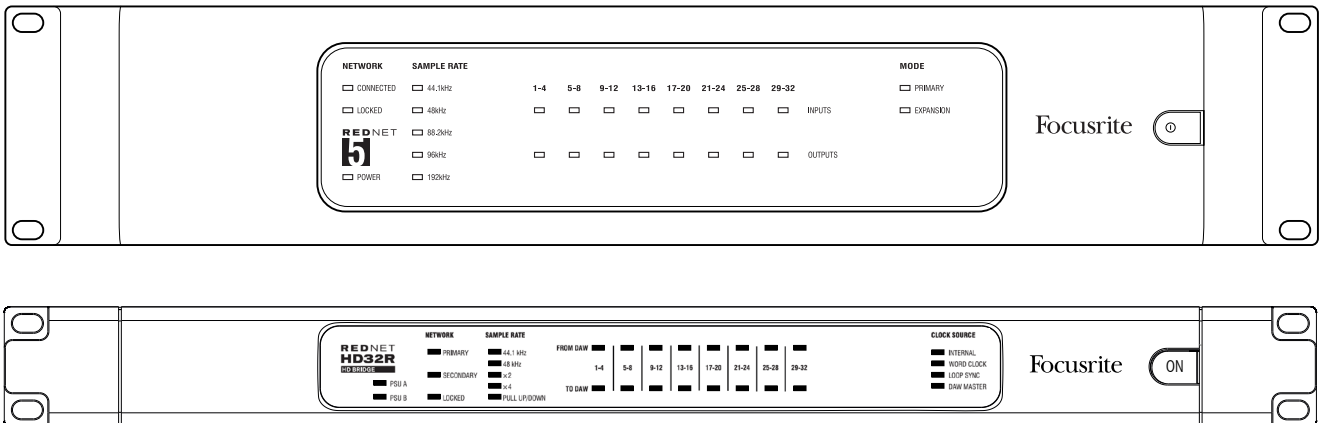 NETWORK SAMPLE RATE MODE
CONNECTED 44.1kHz 1-4 5-8 9-12 13-16 17-20 21-24 25-28 29-32 PRIMARY
LOCKED 48kHz INPUTS EXPANSION
REDNET 88.2kHz
5 96kHz OUTPUTS
POWER 192kHz
Focusrite
NETWORK SAMPLE RATE CLOCK SOURCE
REDNET
HD32R
HD BRIDGE
PSU A
PSU B
PRIMARY
SECONDARY
LOCKED
44.1 kHz
48 kHz
×2
×4
PULL UP/DOWN
FROM DAW
1-4 5-8 9-12 13-16 17-20 21-24 25-28 29-32
TO DAW
INTERNAL
WORD CLOCK
LOOP SYNC
DAW MASTER
Focusrite
ON